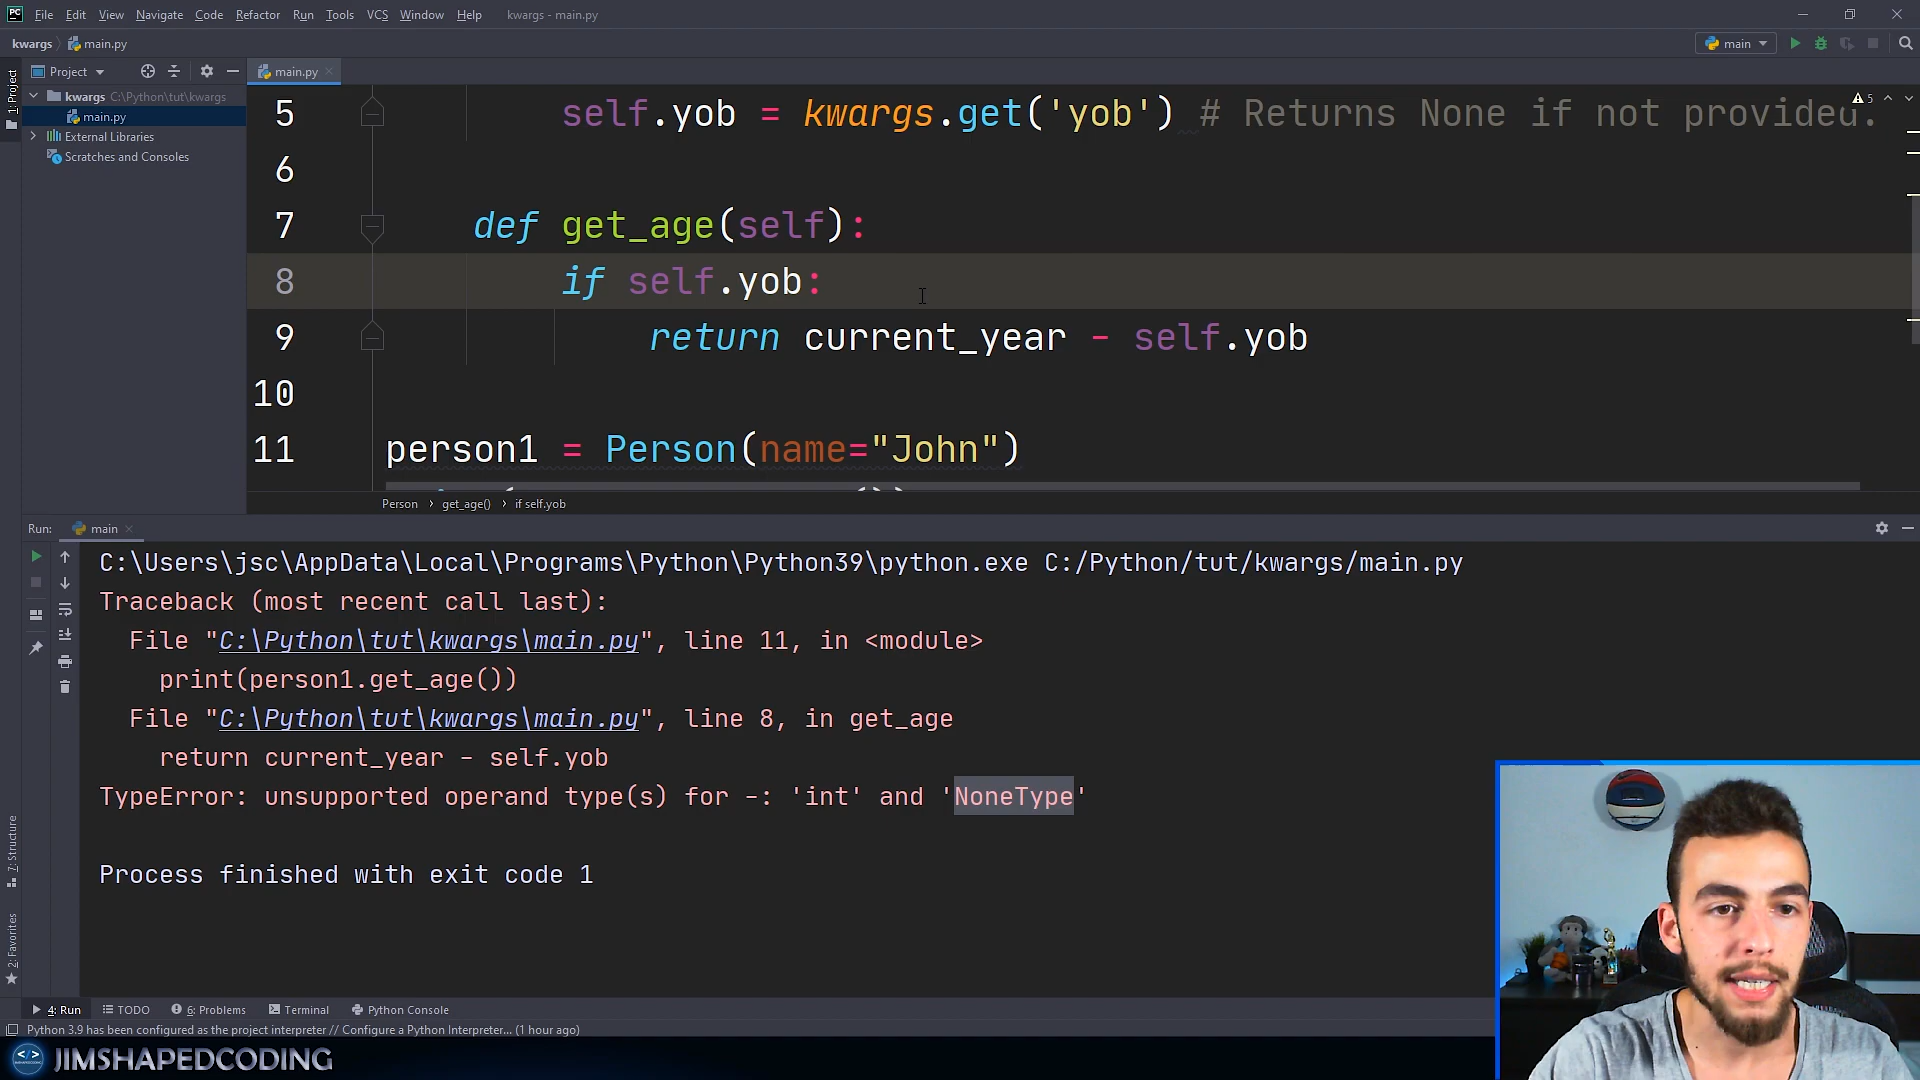 File Edit View Navigate Code Refactor Run Tools VCS Window Help kwargs - main.py
kwargs main.py main
Project main.py
kwargs C:\Python\tut\kwargs
main.py
External Libraries
Scratches and Consoles
1: Project
5 self.yob = kwargs.get('yob') # Returns None if not provided.
5
6
7 def get_age(self):
8 if self.yob:
9 return current_year - self.yob
10
11 person1 = Person(name="John")
Person get_age() if self.yob
Run: main
C:\Users\jsc\AppData\Local\Programs\Python\Python39\python.exe C:/Python/tut/kwargs/main.py
Traceback (most recent call last):
File "C:\Python\tut\kwargs\main.py", line 11, in <module>
print(person1.get_age())
File "C:\Python\tut\kwargs\main.py", line 8, in get_age
return current_year - self.yob
TypeError: unsupported operand type(s) for -: 'int' and 'NoneType'
Process finished with exit code 1
7: Structure
2: Favorites
4: Run TODO 6: Problems Terminal Python Console
Python 3.9 has been configured as the project interpreter // Configure a Python Interpreter... (1 hour ago)
JIMSHAPEDCODING